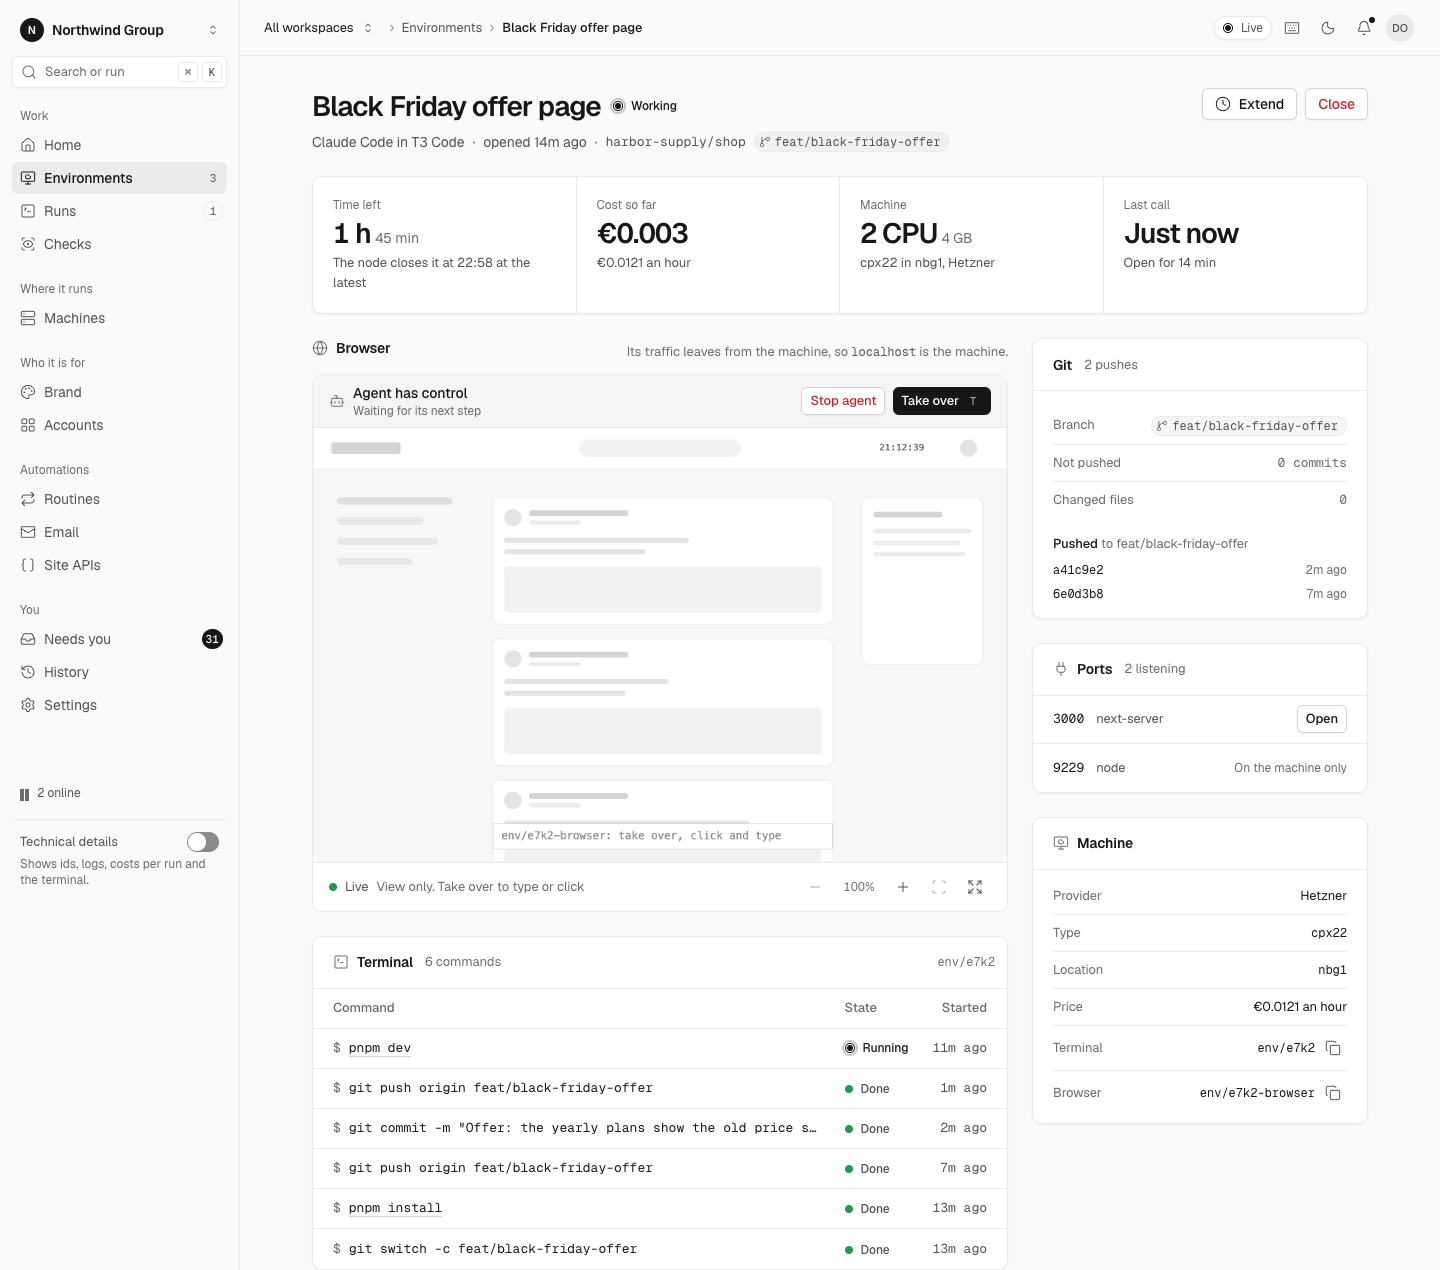 N Northwind Group
Search or run ⌘ K
Work
Home
Environments 3
Runs 1
Checks
Where it runs
Machines
Who it is for
Brand
Accounts
Automations
Routines
Email
Site APIs
You
Needs you 31
History
Settings
2 online
Technical details
Shows ids, logs, costs per run and
the terminal.
All workspaces > Environments > Black Friday offer page
Live DO
Black Friday offer page Working
Extend Close
Claude Code in T3 Code · opened 14m ago · harbor-supply/shop feat/black-friday-offer
Time left
1 h 45 min
The node closes it at 22:58 at the
latest
Cost so far
€0.003
€0.0121 an hour
Machine
2 CPU 4 GB
cpx22 in nbg1, Hetzner
Last call
Just now
Open for 14 min
Browser Its traffic leaves from the machine, so localhost is the machine.
Agent has control
Waiting for its next step
Stop agent Take over T
21:12:39
env/e7k2-browser: take over, click and type
Live View only. Take over to type or click 100%
Terminal 6 commands env/e7k2
Command State Started
$ pnpm dev Running 11m ago
$ git push origin feat/black-friday-offer Done 1m ago
$ git commit -m "Offer: the yearly plans show the old price s… Done 2m ago
$ git push origin feat/black-friday-offer Done 7m ago
$ pnpm install Done 13m ago
$ git switch -c feat/black-friday-offer Done 13m ago
Git 2 pushes
Branch feat/black-friday-offer
Not pushed 0 commits
Changed files 0
Pushed to feat/black-friday-offer
a41c9e2 2m ago
6e0d3b8 7m ago
Ports 2 listening
3000 next-server Open
9229 node On the machine only
Machine
Provider Hetzner
Type cpx22
Location nbg1
Price €0.0121 an hour
Terminal env/e7k2
Browser env/e7k2-browser